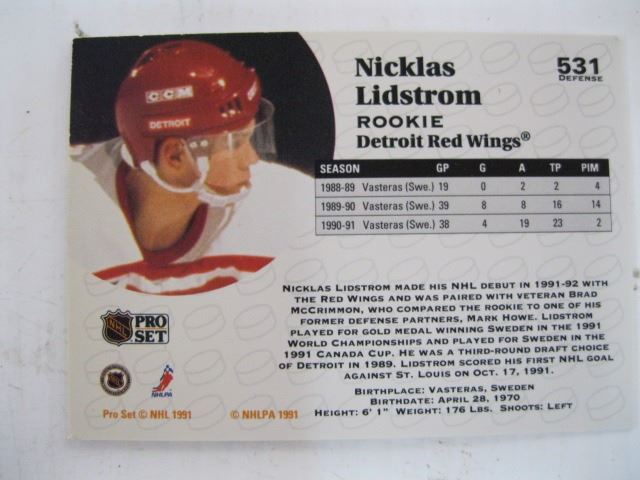 CCM
DETROIT
Nicklas
Lidstrom
ROOKIE
Detroit Red Wings®
531
DEFENSE
SEASON GP G A TP PIM
1988-89 Vasteras (Swe.) 19 0 2 2 4
1989-90 Vasteras (Swe.) 39 8 8 16 14
1990-91 Vasteras (Swe.) 38 4 19 23 2
NICKLAS LIDSTROM MADE HIS NHL DEBUT IN 1991-92 WITH
THE RED WINGS AND WAS PAIRED WITH VETERAN BRAD
MCCRIMMON, WHO COMPARED THE ROOKIE TO ONE OF HIS
FORMER DEFENSE PARTNERS, MARK HOWE. LIDSTROM
PLAYED FOR GOLD MEDAL WINNING SWEDEN IN THE 1991
WORLD CHAMPIONSHIPS AND PLAYED FOR SWEDEN IN THE
1991 CANADA CUP. HE WAS A THIRD-ROUND DRAFT CHOICE
OF DETROIT IN 1989. LIDSTROM SCORED HIS FIRST NHL GOAL
AGAINST ST. LOUIS ON OCT. 17, 1991.
BIRTHPLACE: VASTERAS, SWEDEN
BIRTHDATE: APRIL 28, 1970
HEIGHT: 6' 1" WEIGHT: 176 LBS. SHOOTS: LEFT
NHL PRO
SET
NHLPA
Pro Set © NHL 1991 © NHLPA 1991